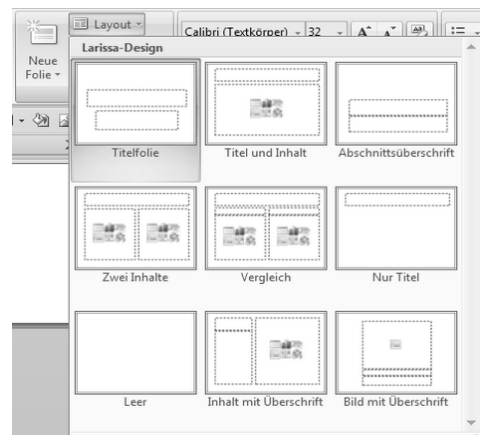 Layout
Calibri (Textkörper) 32 A A
Neue
Folie
Larissa-Design
Titelfolie Titel und Inhalt Abschnittsüberschrift
Zwei Inhalte Vergleich Nur Titel
Leer Inhalt mit Überschrift Bild mit Überschrift